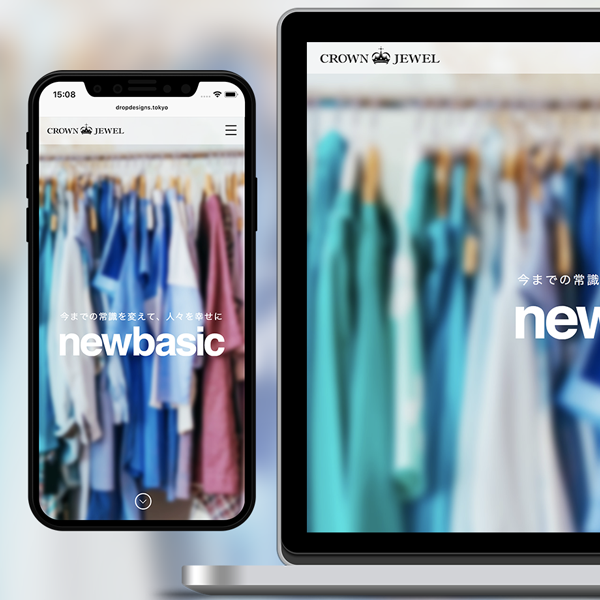 15:08
dropdesigns.tokyo
CROWN JEWEL
今までの常識を変えて、人々を幸せに
newbasic
CROWN JEWEL
今までの常識
new